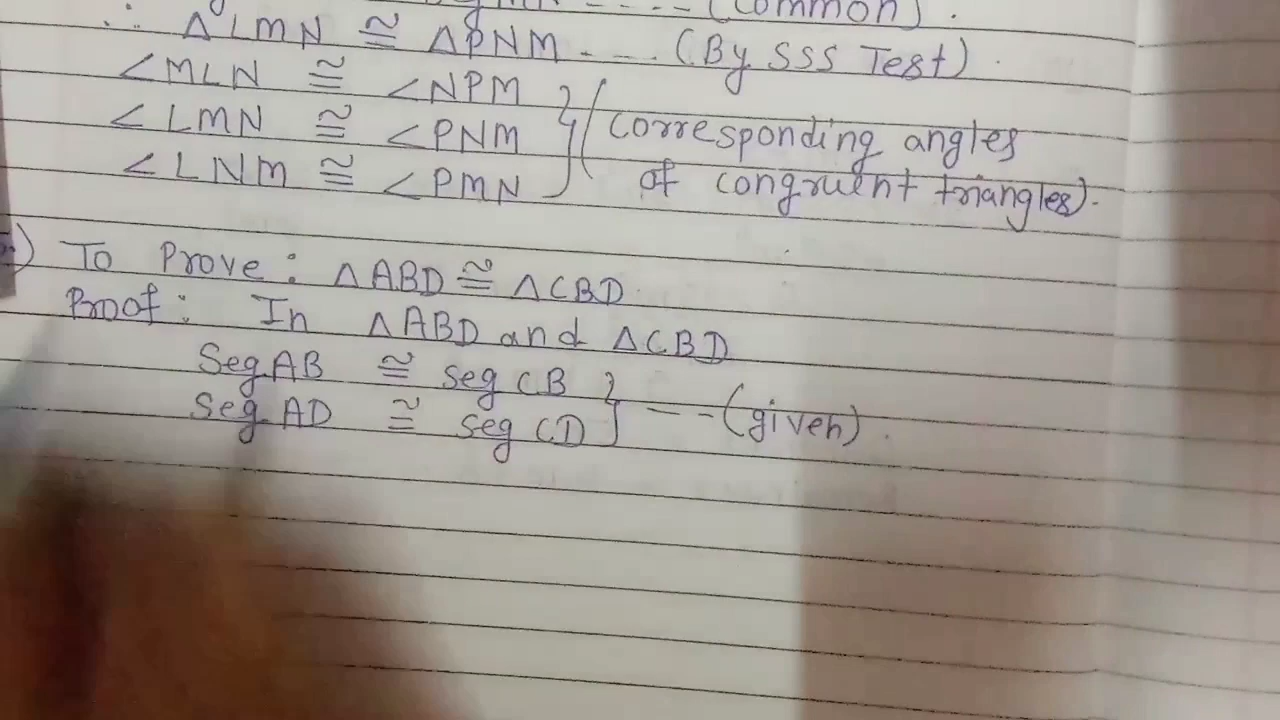 ---- (Common).
∴ ΔLMN ≅ ΔPNM - .... (By SSS Test).
∠MLN ≅ ∠NPM
∠LMN ≅ ∠PNM } (corresponding angles
∠LNM ≅ ∠PMN of congruent triangles).
) To Prove: ΔABD ≅ ΔCBD.
Proof: In ΔABD and ΔCBD
Seg AB ≅ seg CB
Seg AD ≅ seg CD } --- (given).